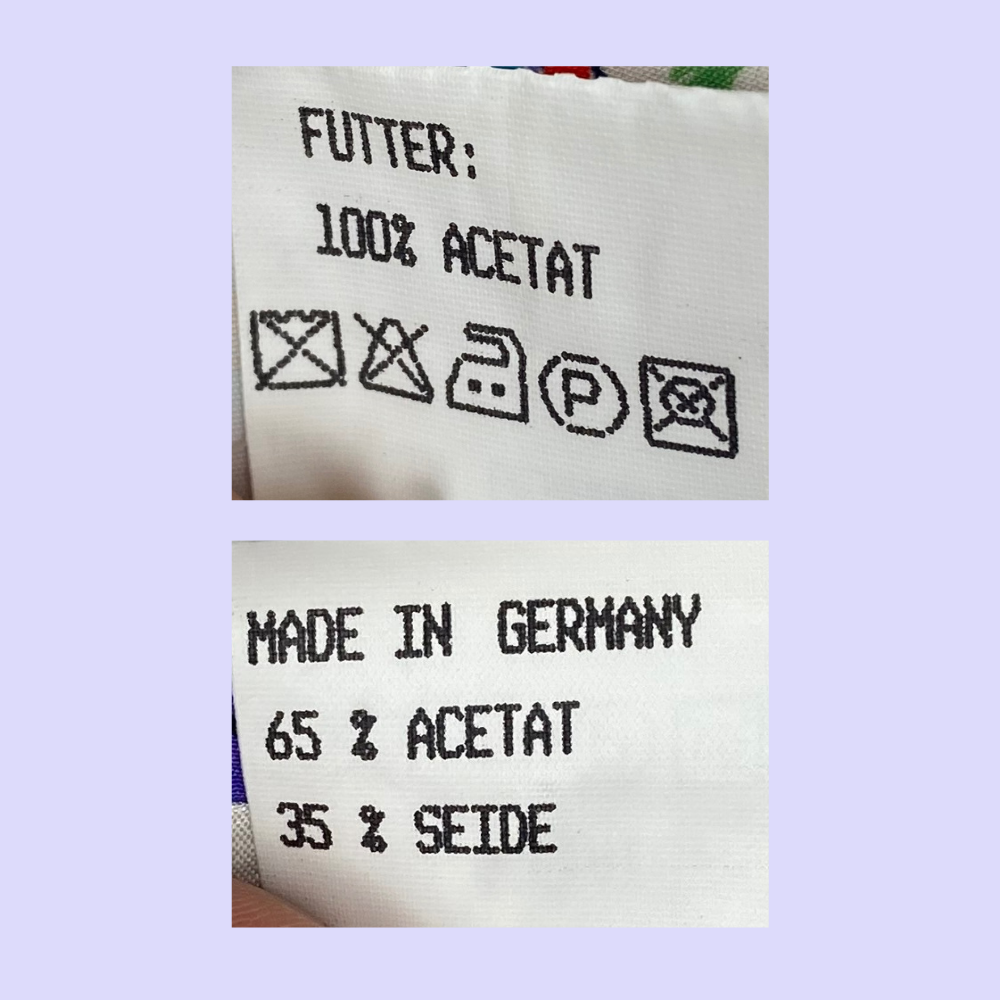 FUTTER:
100% ACETAT
P
MADE IN GERMANY
65 % ACETAT
35 % SEIDE